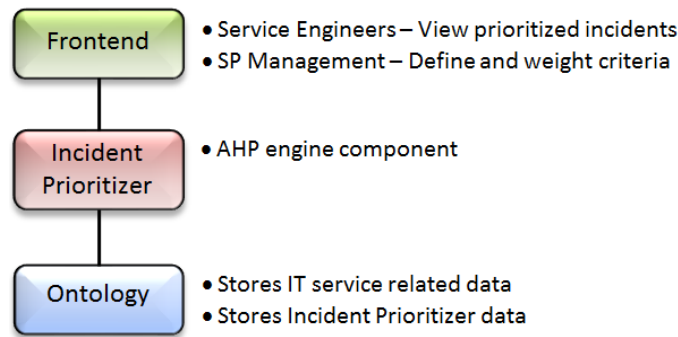 Frontend
• Service Engineers – View prioritized incidents
• SP Management – Define and weight criteria
Incident
Prioritizer
• AHP engine component
Ontology
• Stores IT service related data
• Stores Incident Prioritizer data